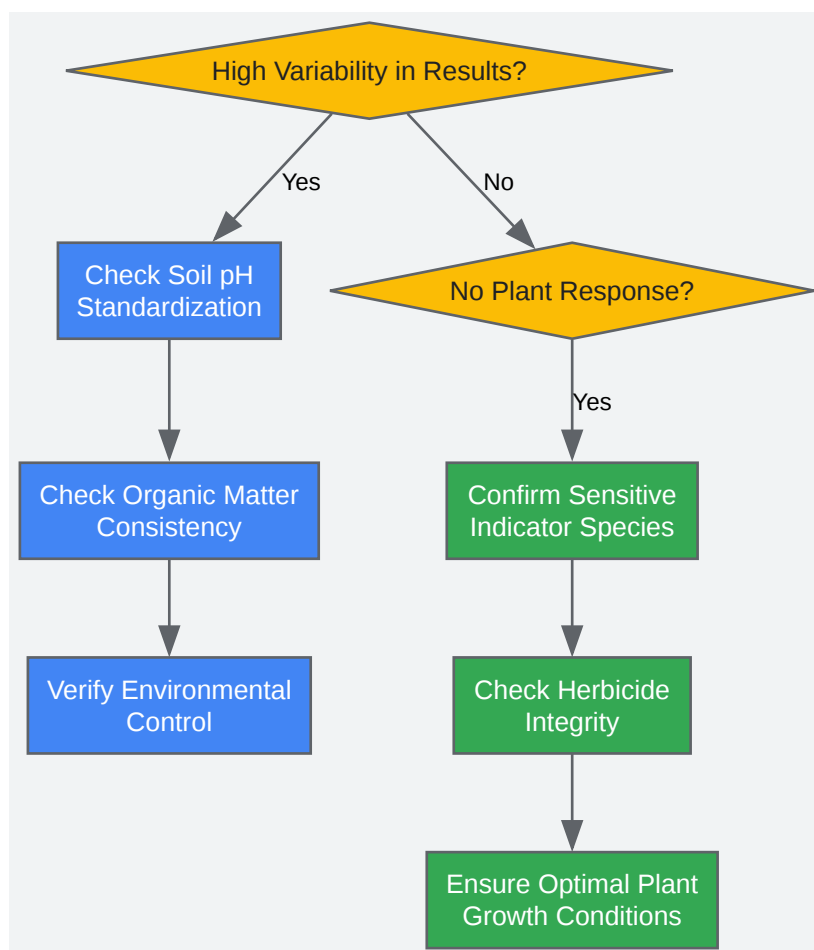 High Variability in Results?
Yes
No
Check Soil pH
Standardization
No Plant Response?
Yes
Check Organic Matter
Consistency
Confirm Sensitive
Indicator Species
Verify Environmental
Control
Check Herbicide
Integrity
Ensure Optimal Plant
Growth Conditions